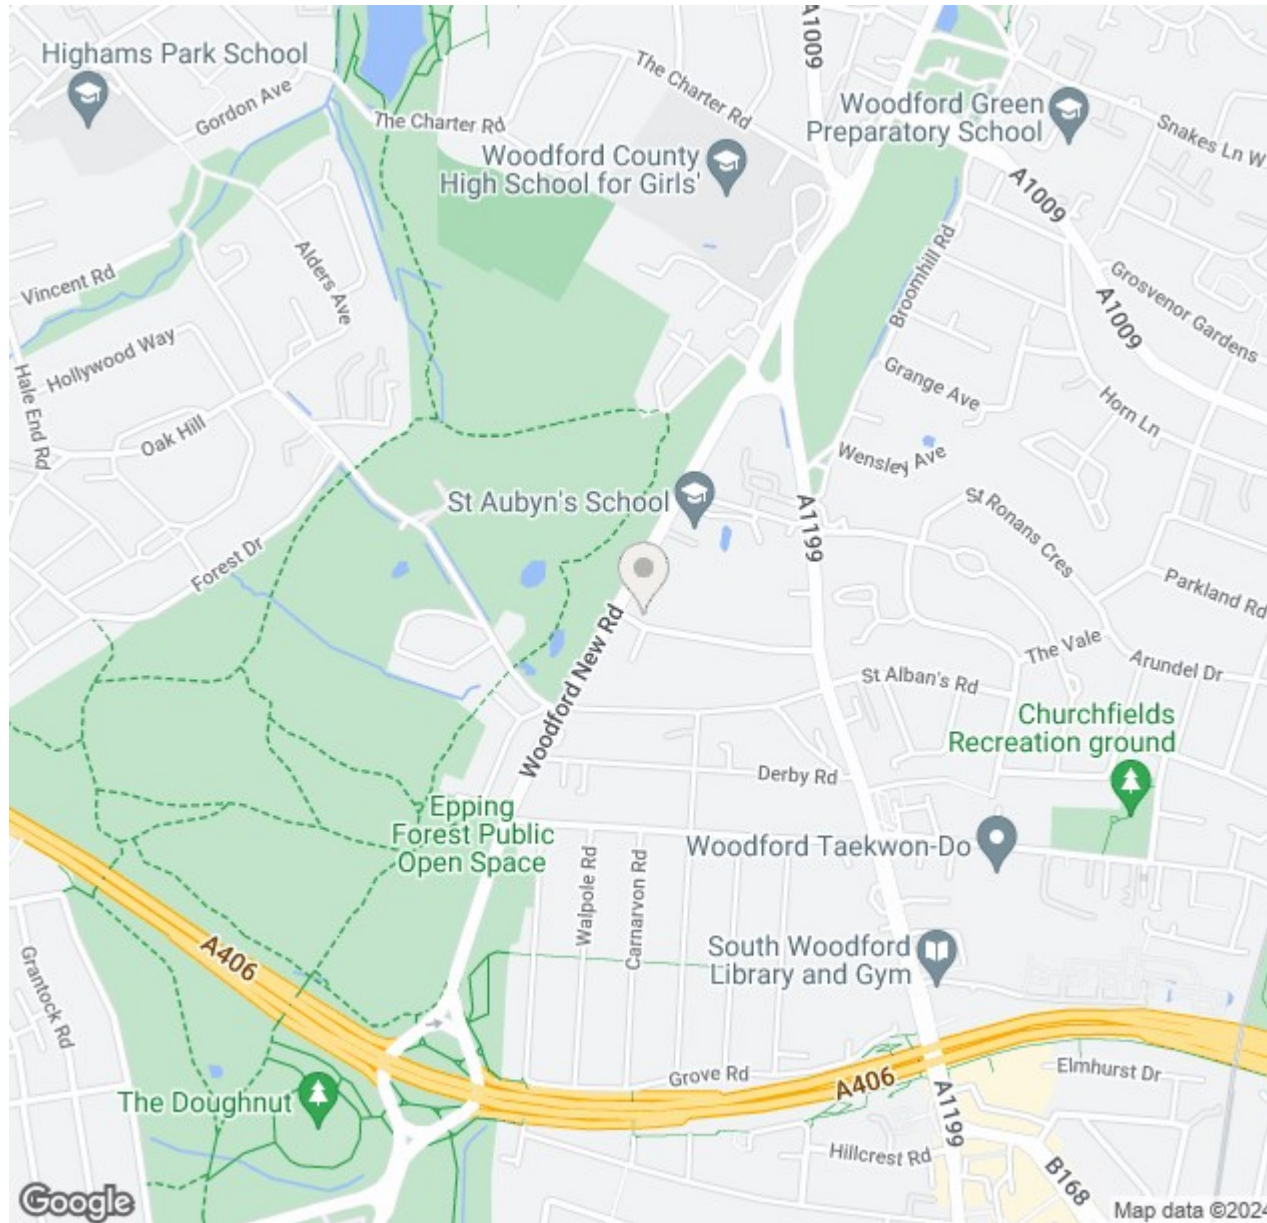 Highams Park School
Gordon Ave
The Charter Rd
The Charter Rd
A1009
Woodford County
High School for Girls'
Woodford Green
Preparatory School
Snakes Ln W
A1009
Vincent Rd
Alders Ave
Broomhill Rd
Grosvenor Gardens
A1009
Hollywood Way
Hale End Rd
Oak Hill
Grange Ave
Horn Ln
Wensley Ave
St Aubyn's School
A1199
St Ronans Cres
Forest Dr
Parkland Rd
Woodford New Rd
The Vale
Arundel Dr
St Alban's Rd
Churchfields
Recreation ground
Derby Rd
Epping
Forest Public
Open Space
Woodford Taekwon-Do
Walpole Rd
Carnarvon Rd
A406
South Woodford
Library and Gym
Grantock Rd
Grove Rd
A406
Elmhurst Dr
The Doughnut
A1199
Hillcrest Rd
B168
Google
Map data ©2024